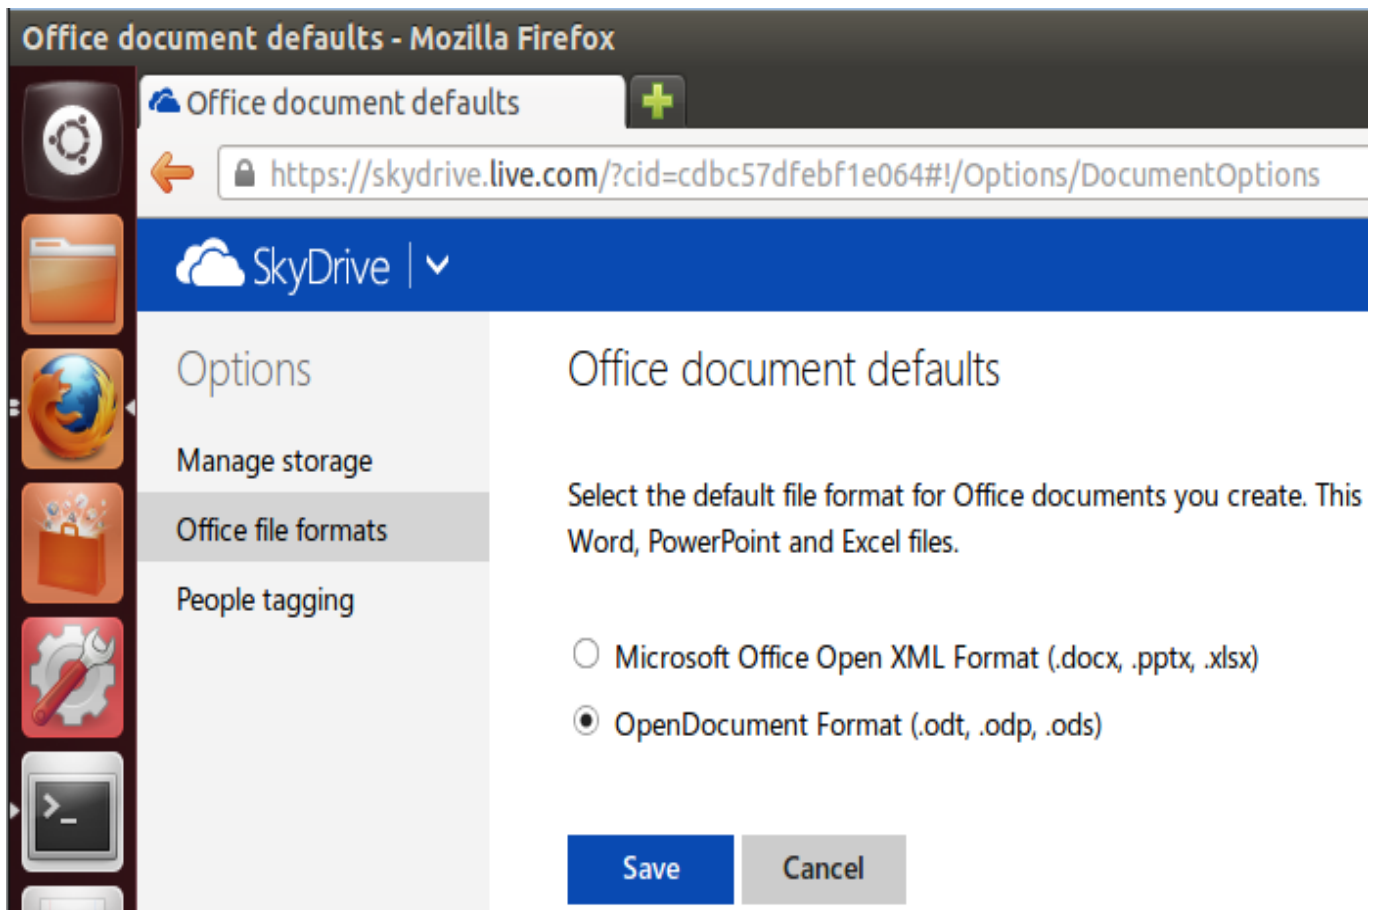 Office document defaults - Mozilla Firefox
Office document defaults
https://skydrive.live.com/?cid=cdbc57dfebf1e064#!/Options/DocumentOptions
SkyDrive
Options
Manage storage
Office file formats
People tagging
Office document defaults
Select the default file format for Office documents you create. This
Word, PowerPoint and Excel files.
Microsoft Office Open XML Format (.docx, .pptx, .xlsx)
OpenDocument Format (.odt, .odp, .ods)
Save
Cancel